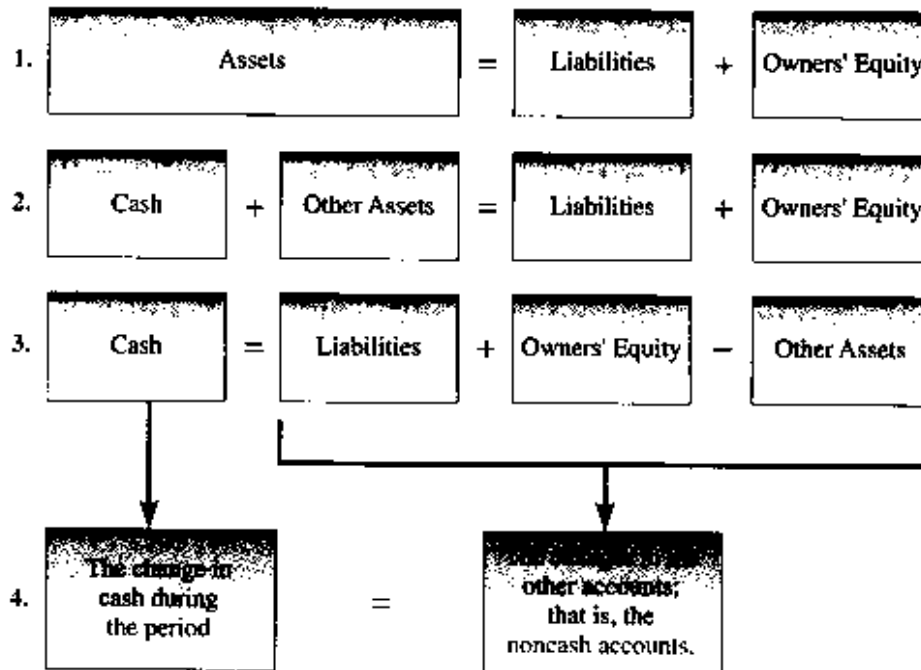 1. Assets = Liabilities + Owners' Equity
2. Cash + Other Assets = Liabilities + Owners' Equity
3. Cash = Liabilities + Owners' Equity − Other Assets
The change in
4. cash during
the period
=
other accounts;
that is, the
noncash accounts.